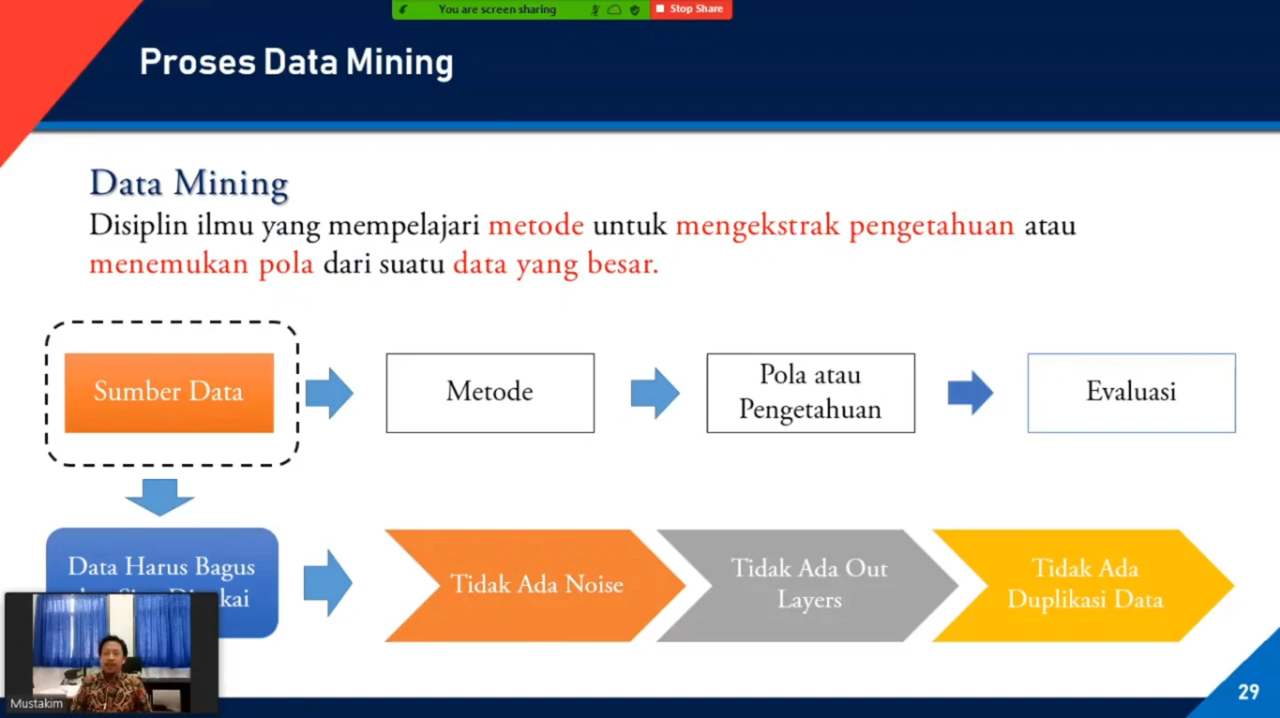 You are screen sharing
Stop Share
Proses Data Mining
Data Mining
Disiplin ilmu yang mempelajari metode untuk mengekstrak pengetahuan atau
menemukan pola dari suatu data yang besar.
Sumber Data
Metode
Pola atau
Pengetahuan
Evaluasi
Data Harus Bagus
Tidak Ada Noise
Tidak Ada Out
Layers
Tidak Ada
Duplikasi Data
Mustakim
29